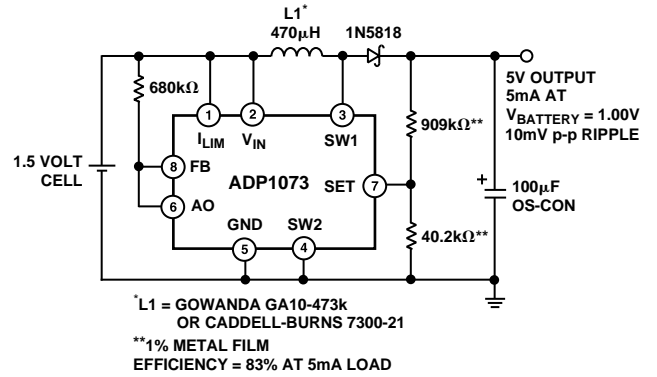 L1*
470μH
1N5818
680kΩ
5V OUTPUT
5mA AT
VBATTERY = 1.00V
10mV p-p RIPPLE
909kΩ**
1
2
3
ILIM
VIN
SW1
1.5 VOLT
CELL
8
FB
ADP1073
SET
7
6
AO
+
100μF
OS-CON
GND
SW2
40.2kΩ**
5
4
*L1 = GOWANDA GA10-473k
OR CADDELL-BURNS 7300-21
**1% METAL FILM
EFFICIENCY = 83% AT 5mA LOAD